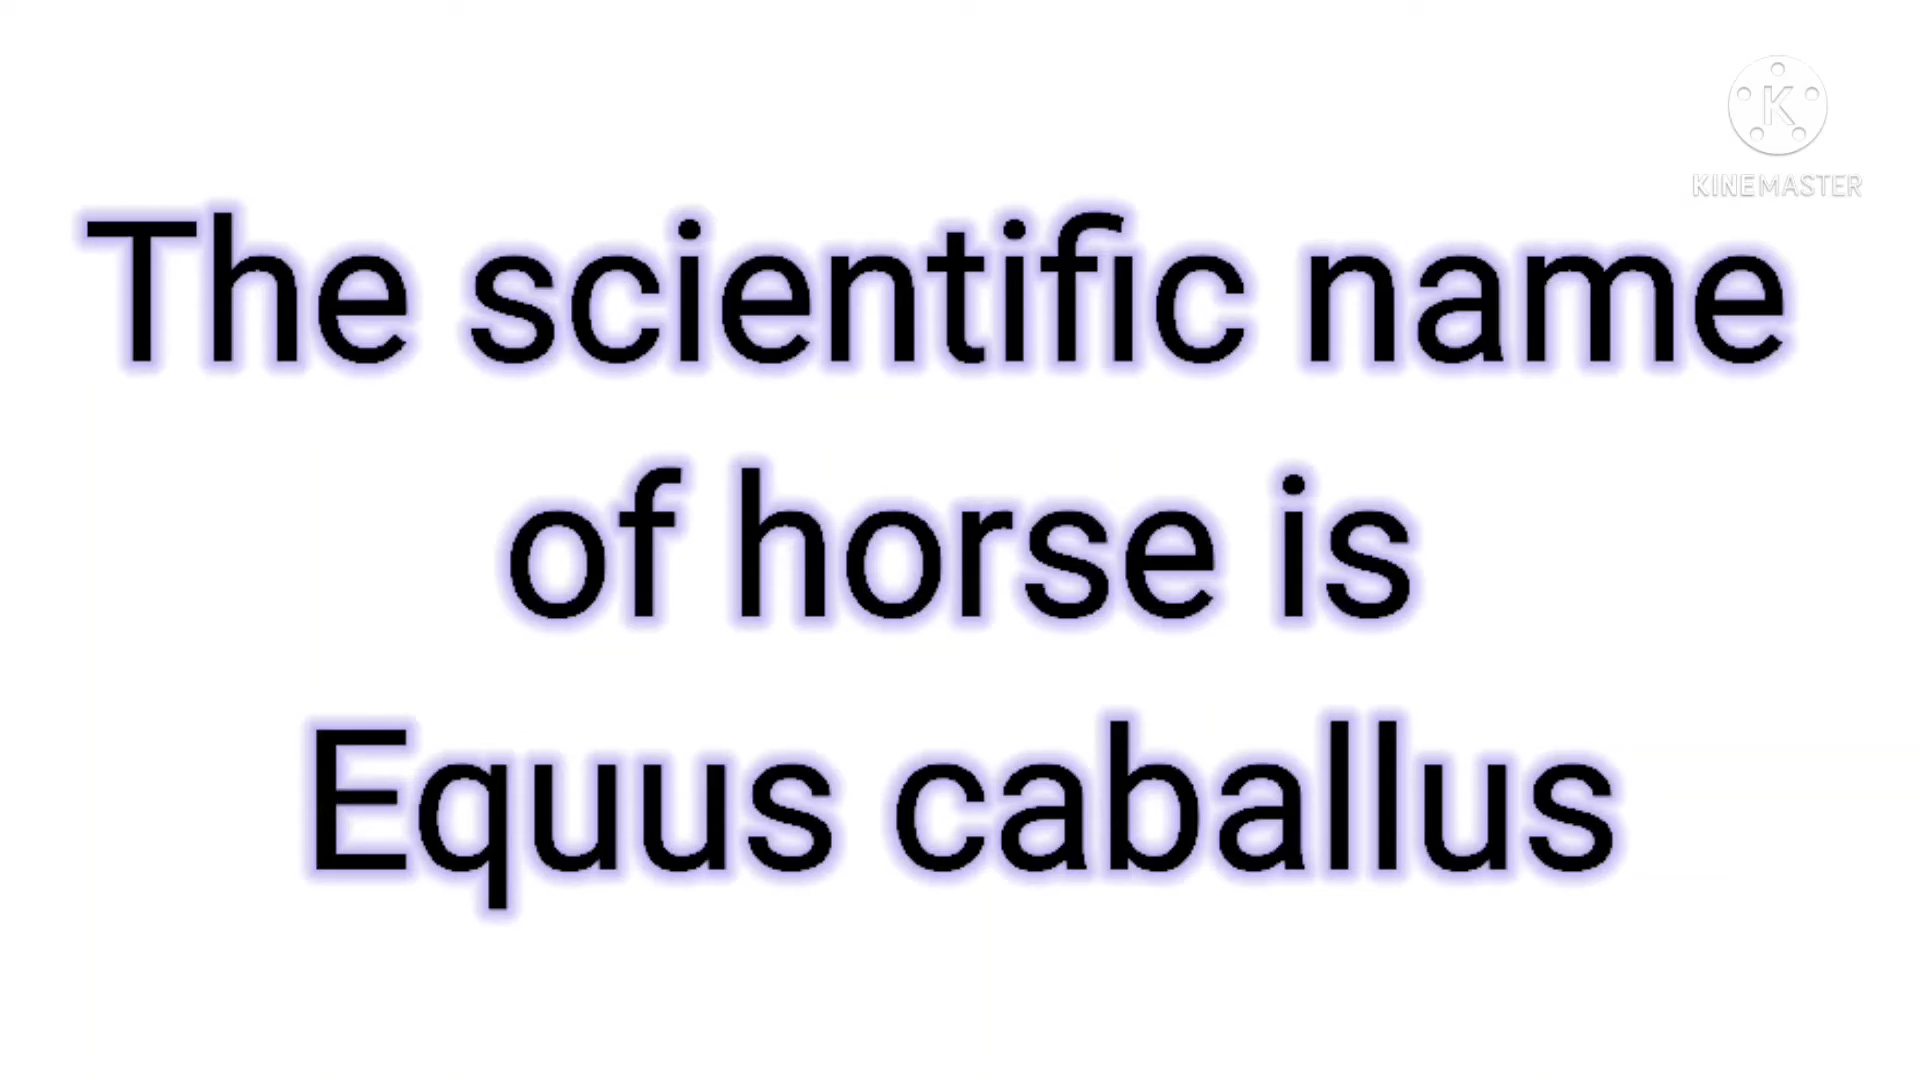 K
KINEMASTER
The scientific name
of horse is
Equus caballus